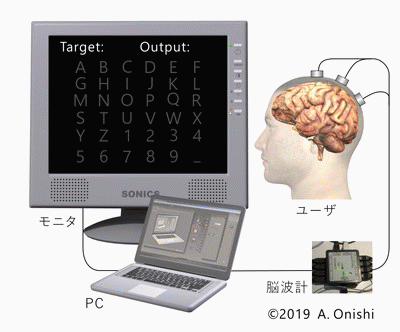 Target: Output:
A B C D E F
G H I J K L
M N O P Q R
S T U V W X
Y Z 1 2 3 4
5 6 7 8 9 _
SONICS
モニタ
ユーザ
PC
脳波計
©2019 A. Onishi